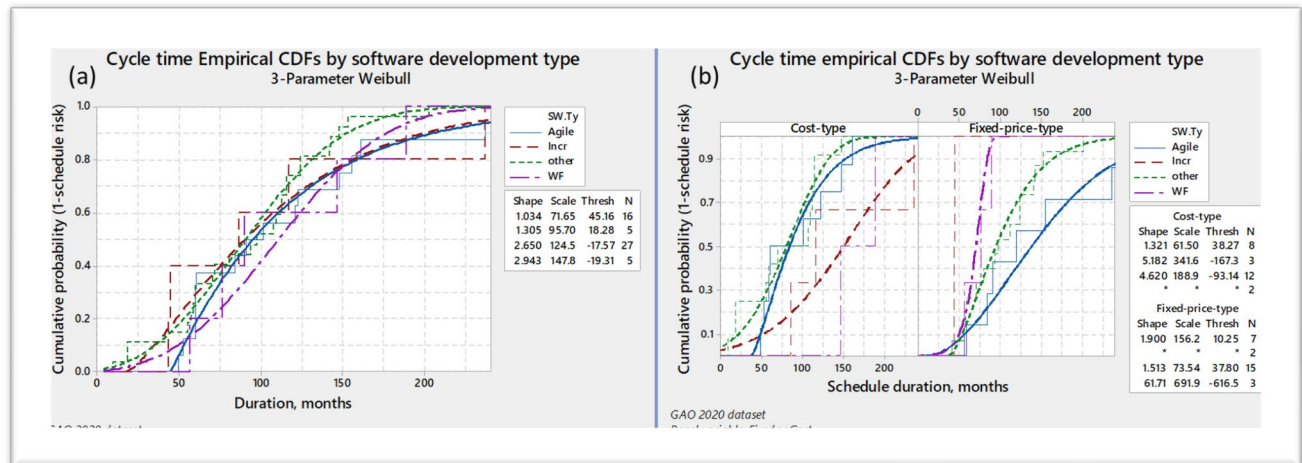 (a)
Cycle time Empirical CDFs by software development type
3-Parameter Weibull
Cumulative probability (1-schedule risk)
1.0
0.8
0.6
0.4
0.2
0.0
50
100
150
200
Duration, months
SW.Ty
Agile
Incr
other
WF
Shape Scale Thresh N
1.034 71.65 45.16 16
1.305 95.70 18.28 5
2.650 124.5 -17.57 27
2.943 147.8 -19.31 5
(b)
Cycle time empirical CDFs by software development type
3-Parameter Weibull
0 50 100 150 200
Cost-type
Fixed-price-type
Cumulative probability (1-schedule risk)
0.9
0.7
0.5
0.3
0.1
0 50 100 150 200
Schedule duration, months
SW.Ty
Agile
Incr
other
WF
Cost-type
Shape Scale Thresh N
1.321 61.50 38.27 8
5.182 341.6 -167.3 3
4.620 188.9 -93.14 12
* * * 2
Fixed-price-type
Shape Scale Thresh N
1.900 156.2 10.25 7
* * * 2
1.513 73.54 37.80 15
61.71 691.9 -616.5 3
GAO 2020 dataset